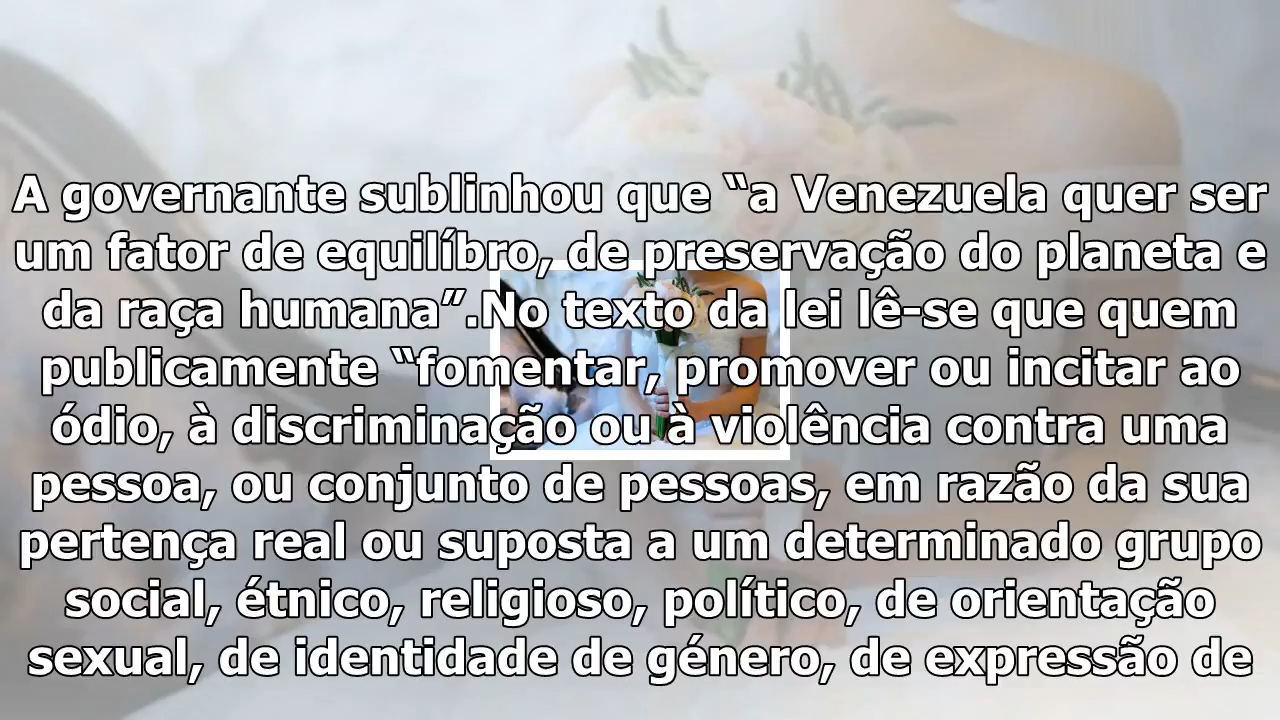 A governante sublinhou que “a Venezuela quer ser
um fator de equilíbro, de preservação do planeta e
da raça humana”.No texto da lei lê-se que quem
publicamente “fomentar, promover ou incitar ao
ódio, à discriminação ou à violência contra uma
pessoa, ou conjunto de pessoas, em razão da sua
pertença real ou suposta a um determinado grupo
social, étnico, religioso, político, de orientação
sexual, de identidade de género, de expressão de